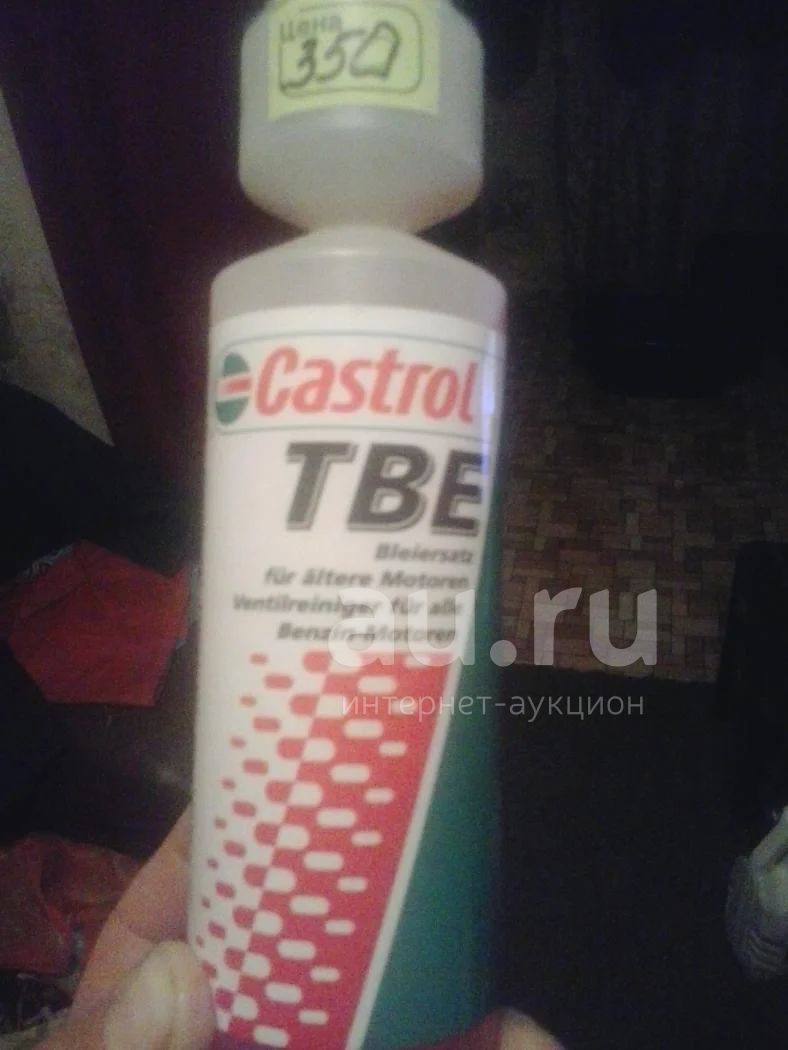 Цена
350
Castrol
TBE
Bleiersatz
für ältere Motoren
Ventilreiniger für alle
Benzin-Motoren
au.ru
интернет-аукцион